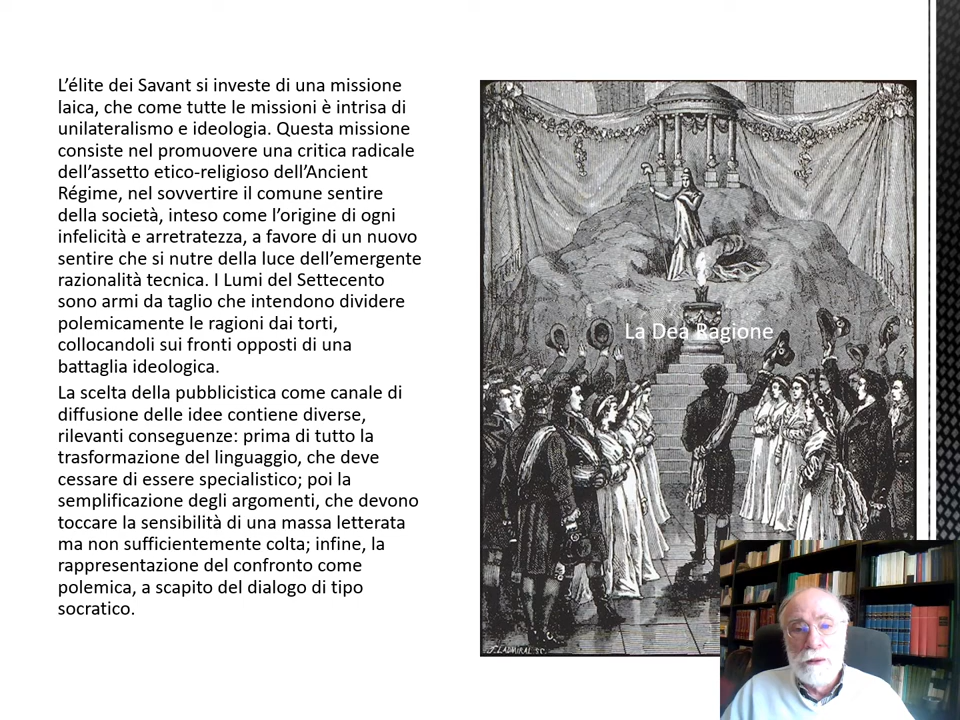 L’élite dei Savant si investe di una missione
laica, che come tutte le missioni è intrisa di
unilateralismo e ideologia. Questa missione
consiste nel promuovere una critica radicale
dell’assetto etico-religioso dell’Ancient
Régime, nel sovvertire il comune sentire
della società, inteso come l’origine di ogni
infelicità e arretratezza, a favore di un nuovo
sentire che si nutre della luce dell’emergente
razionalità tecnica. I Lumi del Settecento
sono armi da taglio che intendono dividere
polemicamente le ragioni dai torti,
collocandoli sui fronti opposti di una
battaglia ideologica.
La scelta della pubblicistica come canale di
diffusione delle idee contiene diverse,
rilevanti conseguenze: prima di tutto la
trasformazione del linguaggio, che deve
cessare di essere specialistico; poi la
semplificazione degli argomenti, che devono
toccare la sensibilità di una massa letterata
ma non sufficientemente colta; infine, la
rappresentazione del confronto come
polemica, a scapito del dialogo di tipo
socratico.
La Dea Ragione
J. LADMIRAL SC.